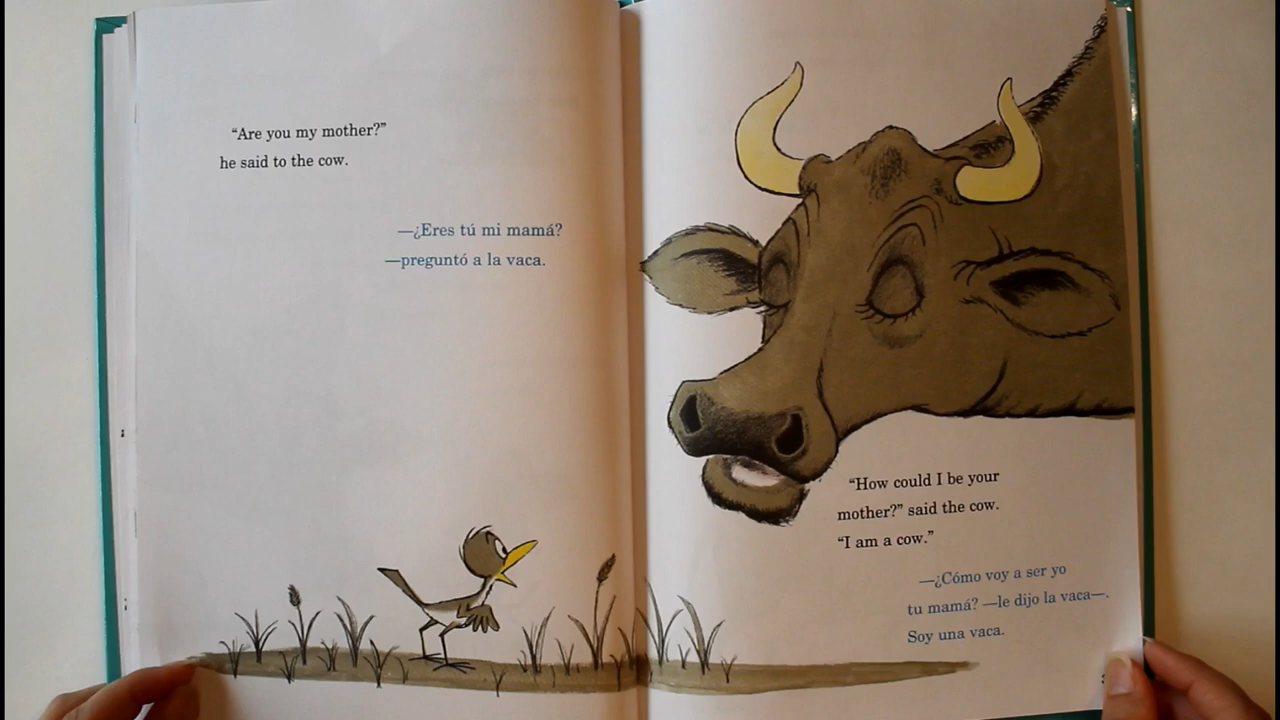 “Are you my mother?”
he said to the cow.
—¿Eres tú mi mamá?
—preguntó a la vaca.
“How could I be your
mother?” said the cow.
“I am a cow.”
—¿Cómo voy a ser yo
tu mamá? —le dijo la vaca—.
Soy una vaca.